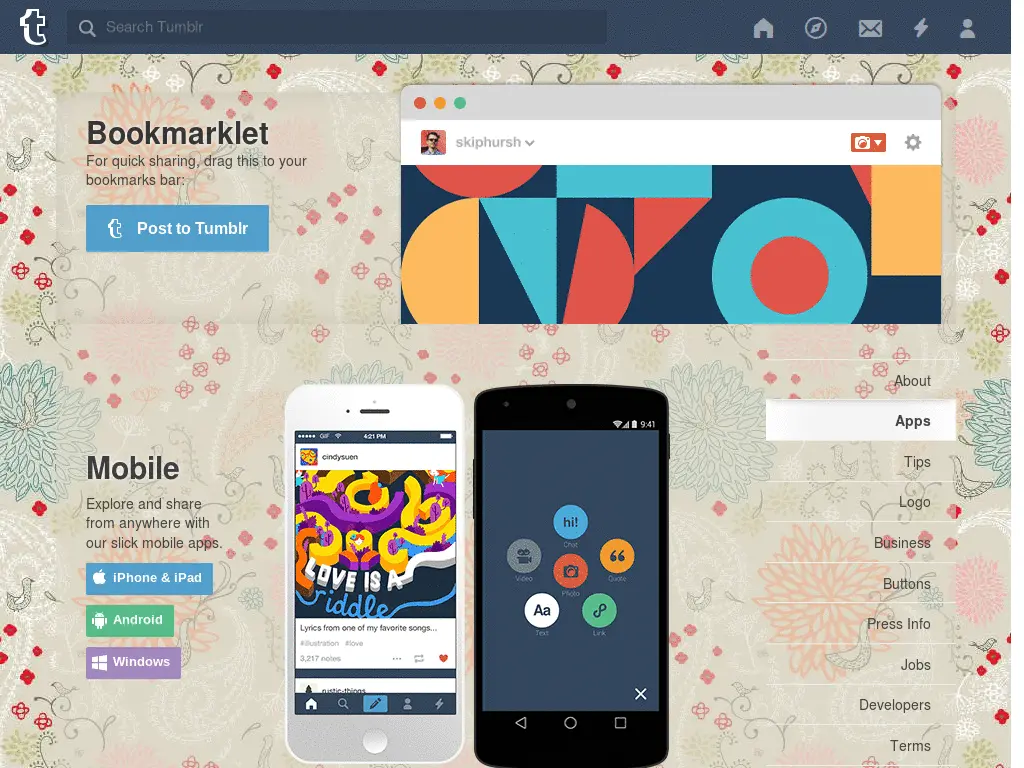 Search Tumblr
Bookmarklet
For quick sharing, drag this to your
bookmarks bar:
Post to Tumblr
skiphursh
About
Apps
Tips
Logo
Business
Buttons
Press Info
Jobs
Developers
Terms
Mobile
Explore and share
from anywhere with
our slick mobile apps.
iPhone & iPad
Android
Windows
GIF 4:21 PM
cindysuen
LOVE IS A
riddle
Lyrics from one of my favorite songs...
#illustration #love
3,217 notes
rustic-things
9:41
hi!
Chat
Video
Quote
Photo
Aa
Text
Link